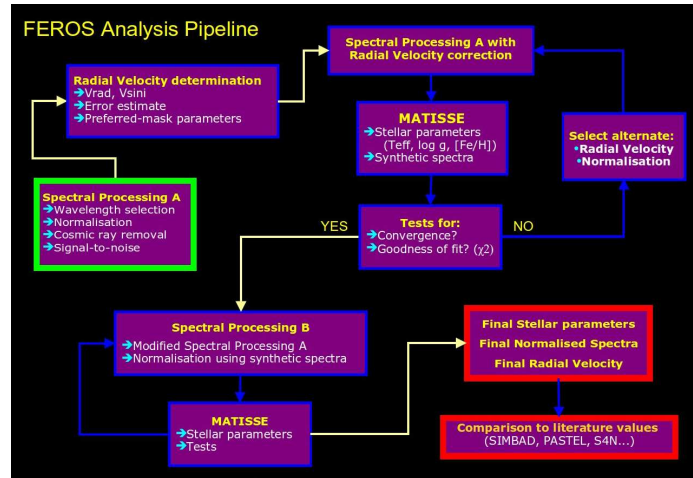 FEROS Analysis Pipeline
Spectral Processing A with
Radial Velocity correction
Radial Velocity determination
➔Vrad, Vsini
➔Error estimate
➔Preferred-mask parameters
MATISSE
➔Stellar parameters
(Teff, log g, [Fe/H])
➔Synthetic spectra
Select alternate:
•Radial Velocity
•Normalisation
Spectral Processing A
➔Wavelength selection
➔Normalisation
➔Cosmic ray removal
➔Signal-to-noise
YES
Tests for:
➔Convergence?
➔Goodness of fit? (χ2)
NO
Spectral Processing B
➔Modified Spectral Processing A
➔Normalisation using synthetic spectra
Final Stellar parameters
Final Normalised Spectra
Final Radial Velocity
MATISSE
➔Stellar parameters
➔Tests
Comparison to literature values
(SIMBAD, PASTEL, S4N...)